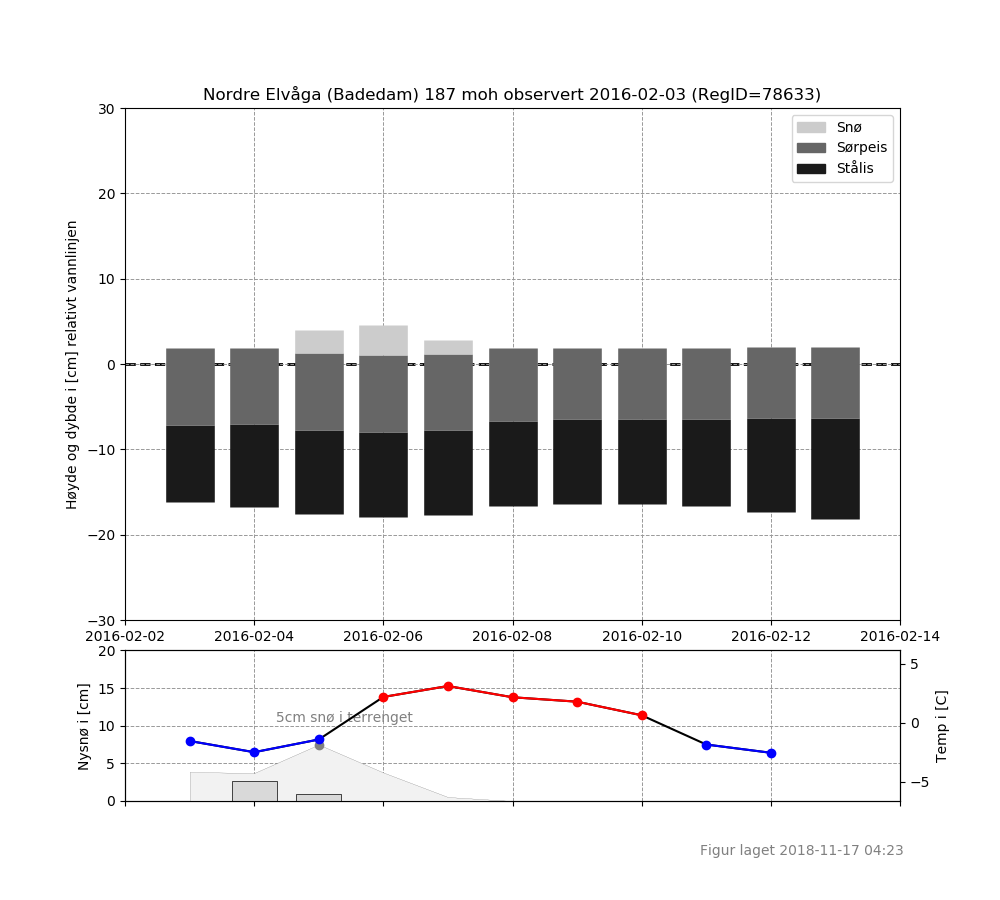 Nordre Elvåga (Badedam) 187 moh observert 2016-02-03 (RegID=78633)
30
20
10
0
−10
−20
−30
Høyde og dybde i [cm] relativt vannlinjen
Snø
Sørpeis
Stålis
2016-02-02 2016-02-04 2016-02-06 2016-02-08 2016-02-10 2016-02-12 2016-02-14
20
15
10
5
0
Nysnø i [cm]
5cm snø i terrenget
5
0
−5
Temp i [C]
Figur laget 2018-11-17 04:23